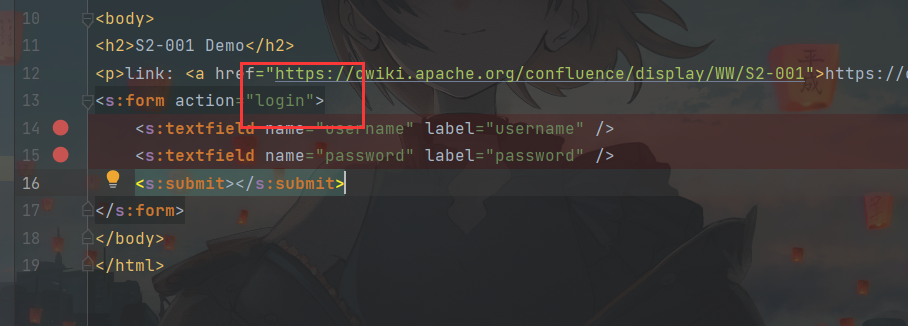 10 <body>
11 <h2>S2-001 Demo</h2>
12 <p>link: <a href="https://cwiki.apache.org/confluence/display/WW/S2-001">https://
13 <s:form action="login">
14 <s:textfield name="username" label="username" />
15 <s:textfield name="password" label="password" />
16 <s:submit></s:submit>
17 </s:form>
18 </body>
19 </html>
平成